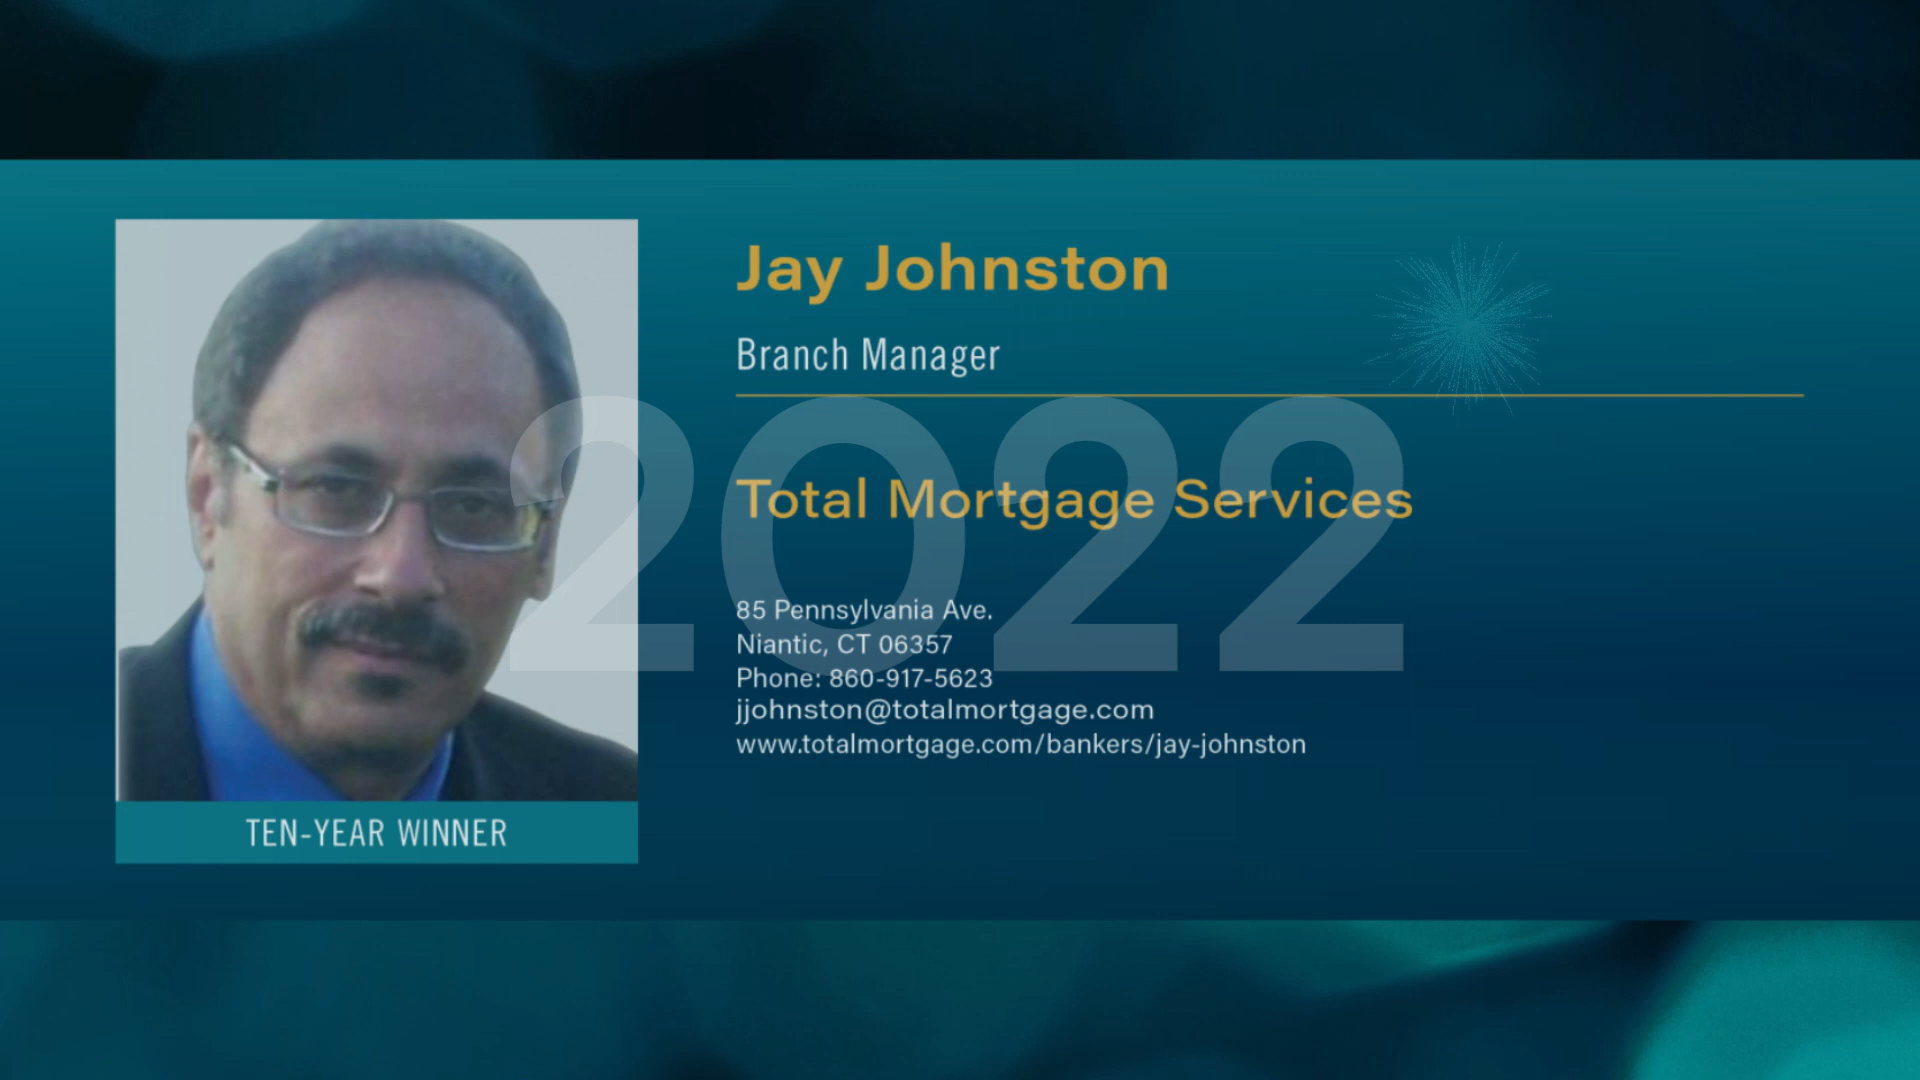 Jay Johnston
Branch Manager
2022
Total Mortgage Services
85 Pennsylvania Ave.
Niantic, CT 06357
Phone: 860-917-5623
jjohnston@totalmortgage.com
www.totalmortgage.com/bankers/jay-johnston
TEN-YEAR WINNER